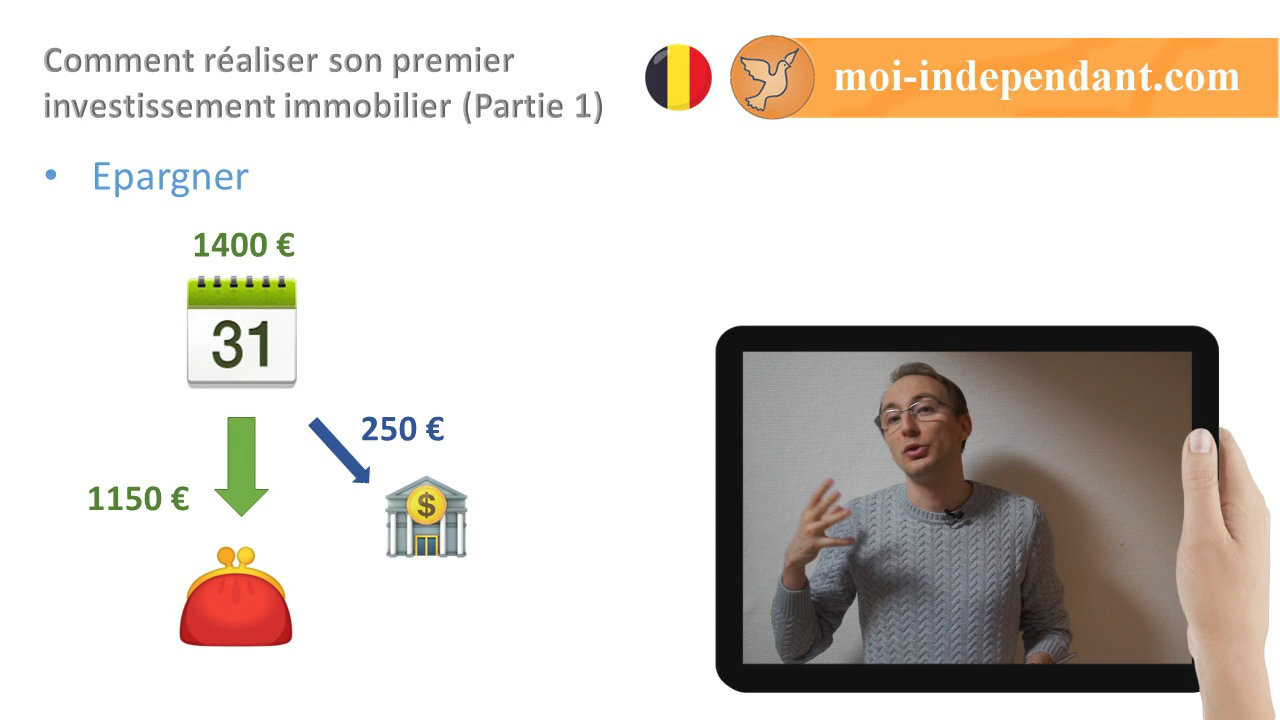 Comment réaliser son premier
investissement immobilier (Partie 1)
moi-independant.com
• Epargner
1400 €
31
250 €
1150 €
$